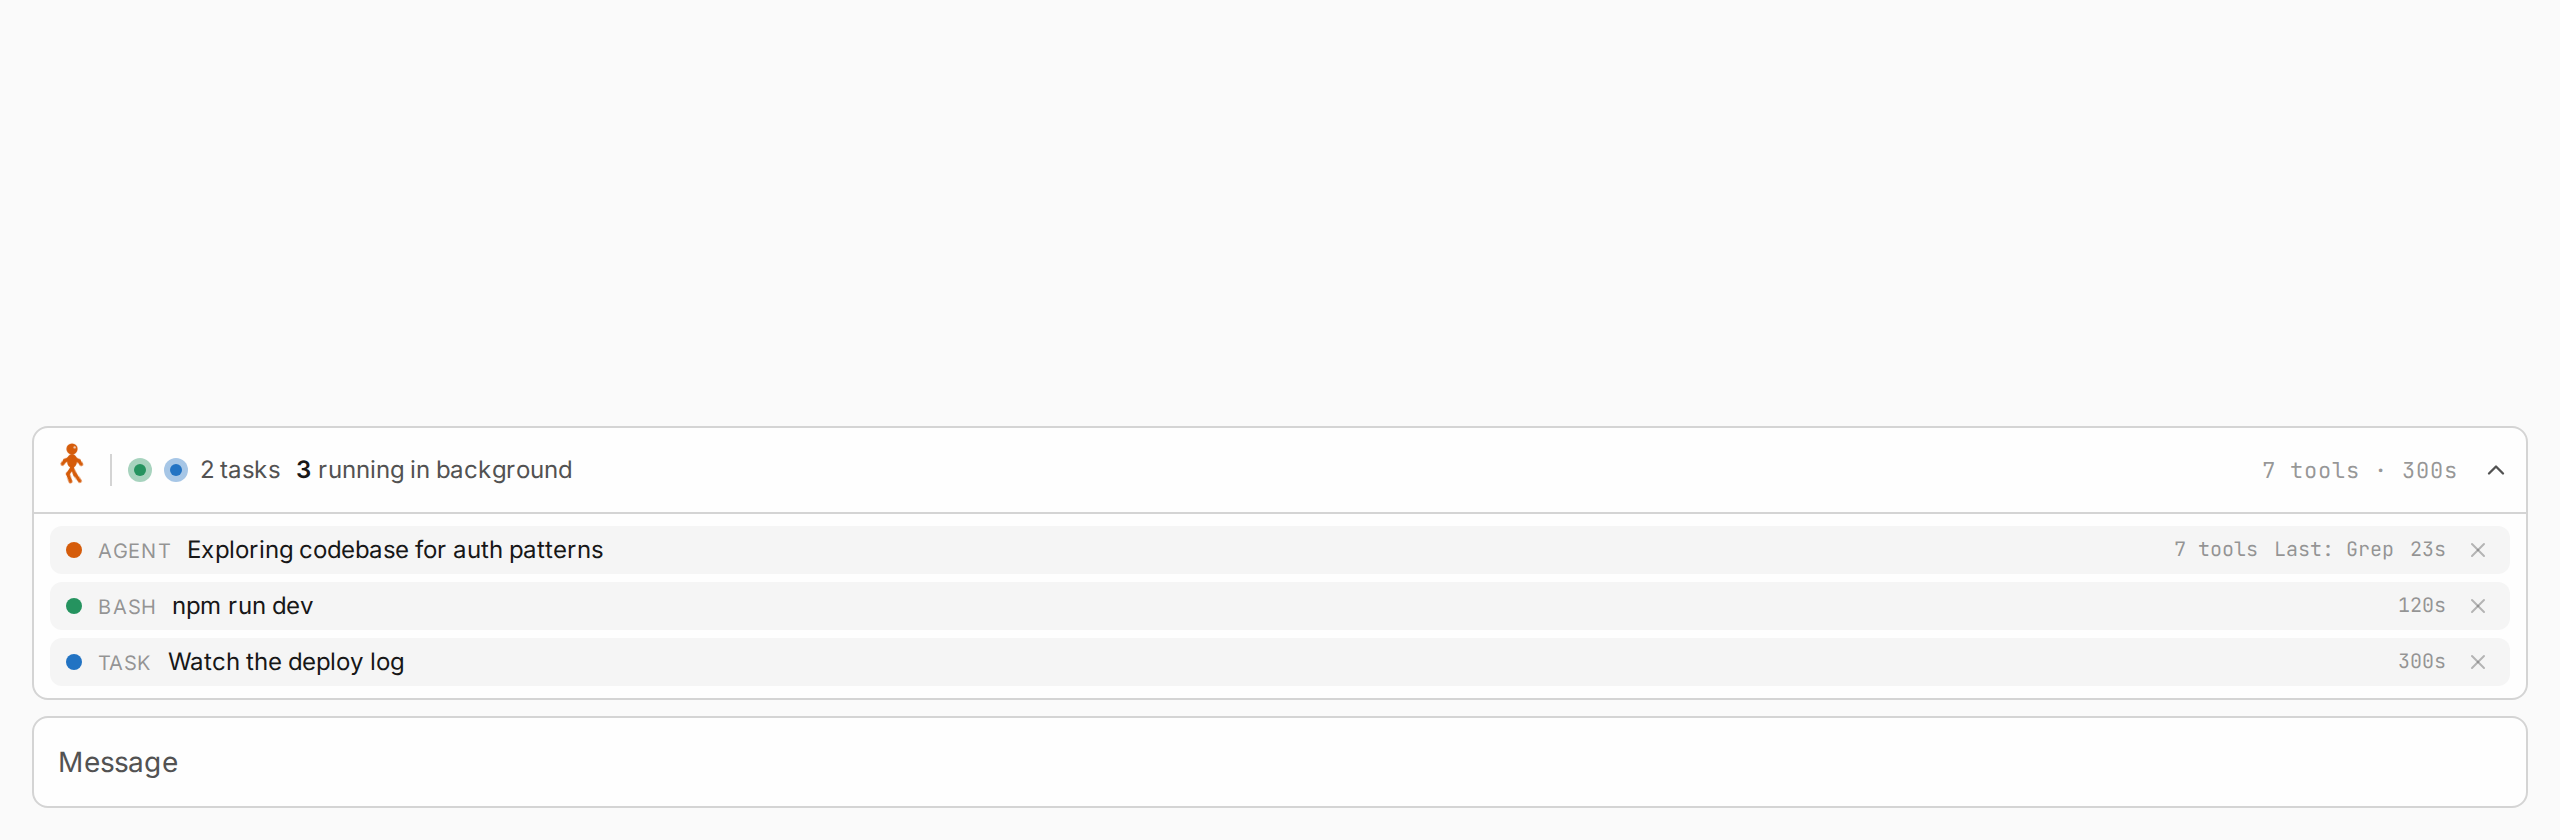 2 tasks 3 running in background 7 tools · 300s
AGENT Exploring codebase for auth patterns 7 tools Last: Grep 23s
BASH npm run dev 120s
TASK Watch the deploy log 300s
Message